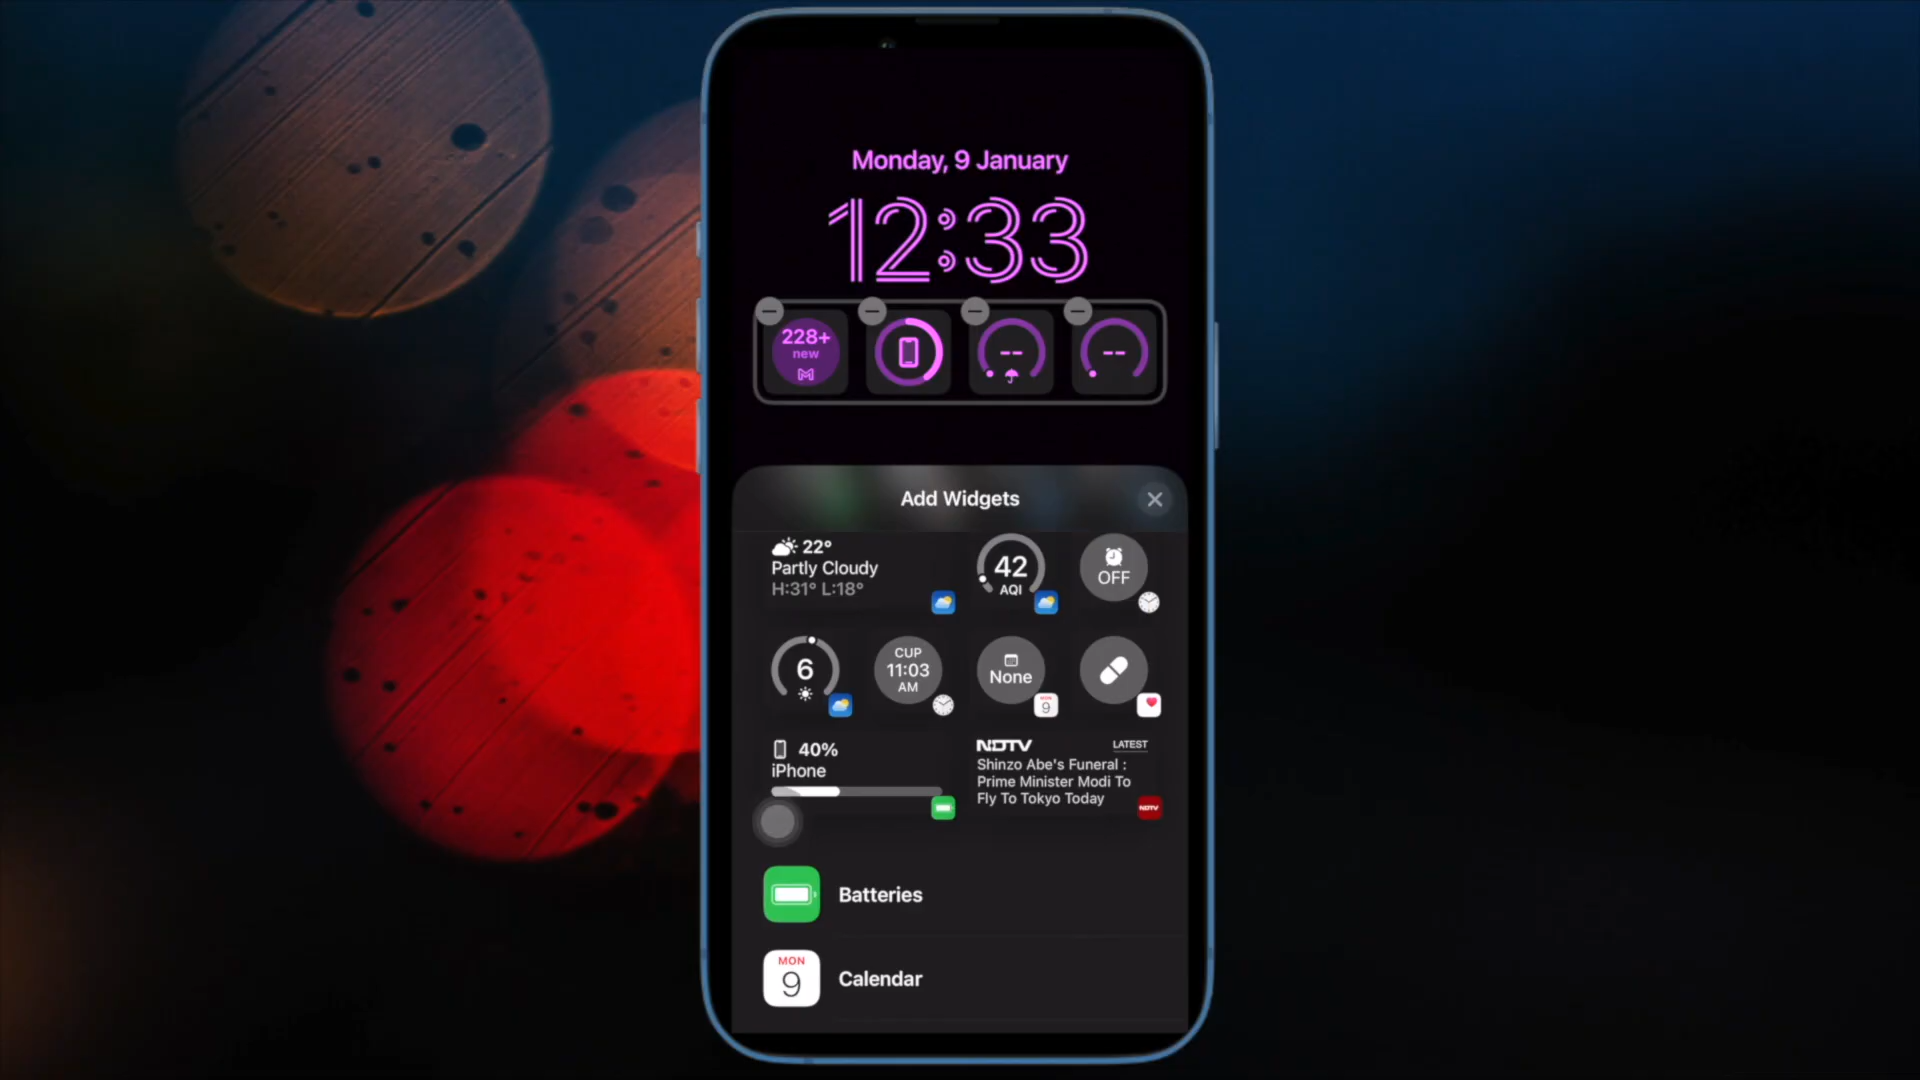 Monday, 9 January
12:33
228+
new
--
--
Add Widgets
22°
Partly Cloudy
H:31° L:18°
42
AQI
OFF
6
CUP
11:03
AM
None
MON
9
40%
iPhone
NDTV
LATEST
Shinzo Abe's Funeral :
Prime Minister Modi To
Fly To Tokyo Today
NDTV
Batteries
MON
9
Calendar